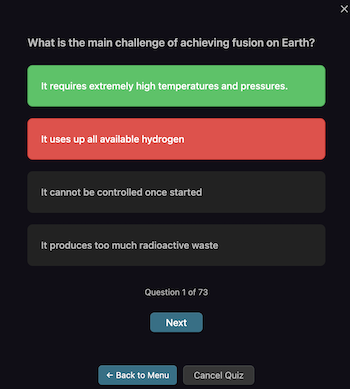 What is the main challenge of achieving fusion on Earth?
It requires extremely high temperatures and pressures.
It uses up all available hydrogen
It cannot be controlled once started
It produces too much radioactive waste
Question 1 of 73
Next
← Back to Menu
Cancel Quiz